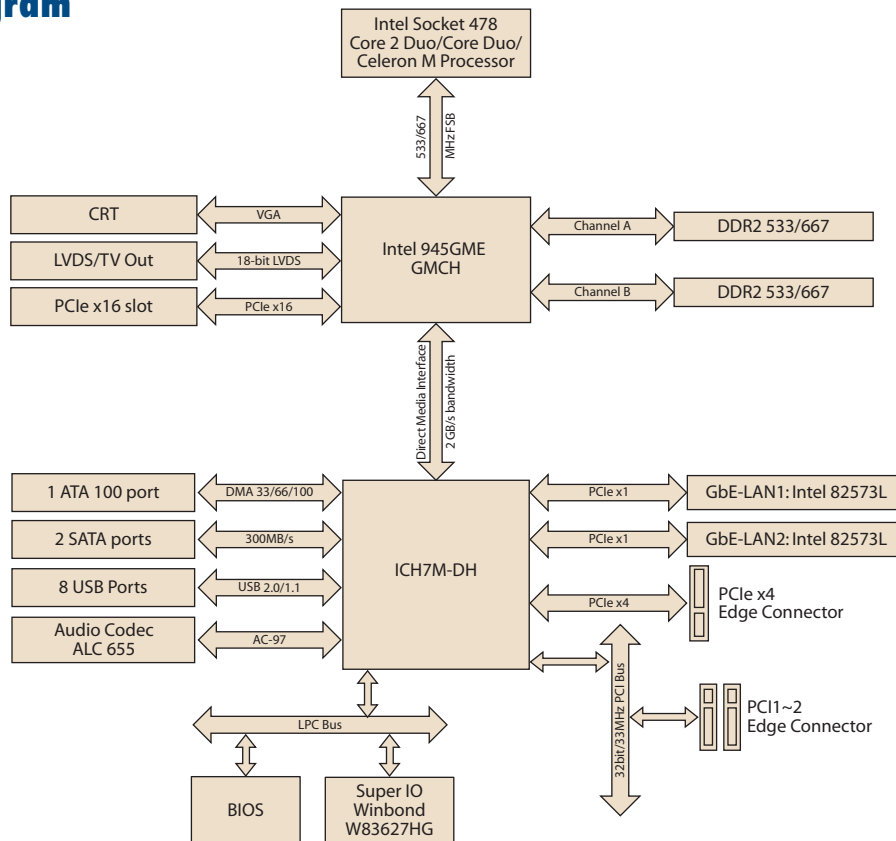 gram
Intel Socket 478
Core 2 Duo/Core Duo/
Celeron M Processor
533/667
MHz FSB
CRT
VGA
LVDS/TV Out
18-bit LVDS
PCIe x16 slot
PCIe x16
Intel 945GME
GMCH
Channel A
DDR2 533/667
Channel B
DDR2 533/667
Direct Media Interface
2 GB/s bandwidth
1 ATA 100 port
DMA 33/66/100
2 SATA ports
300MB/s
8 USB Ports
USB 2.0/1.1
Audio Codec
ALC 655
AC-97
ICH7M-DH
PCIe x1
GbE-LAN1: Intel 82573L
PCIe x1
GbE-LAN2: Intel 82573L
PCIe x4
PCIe x4
Edge Connector
32bit/33MHz PCI Bus
PCI1~2
Edge Connector
LPC Bus
BIOS
Super IO
Winbond
W83627HG